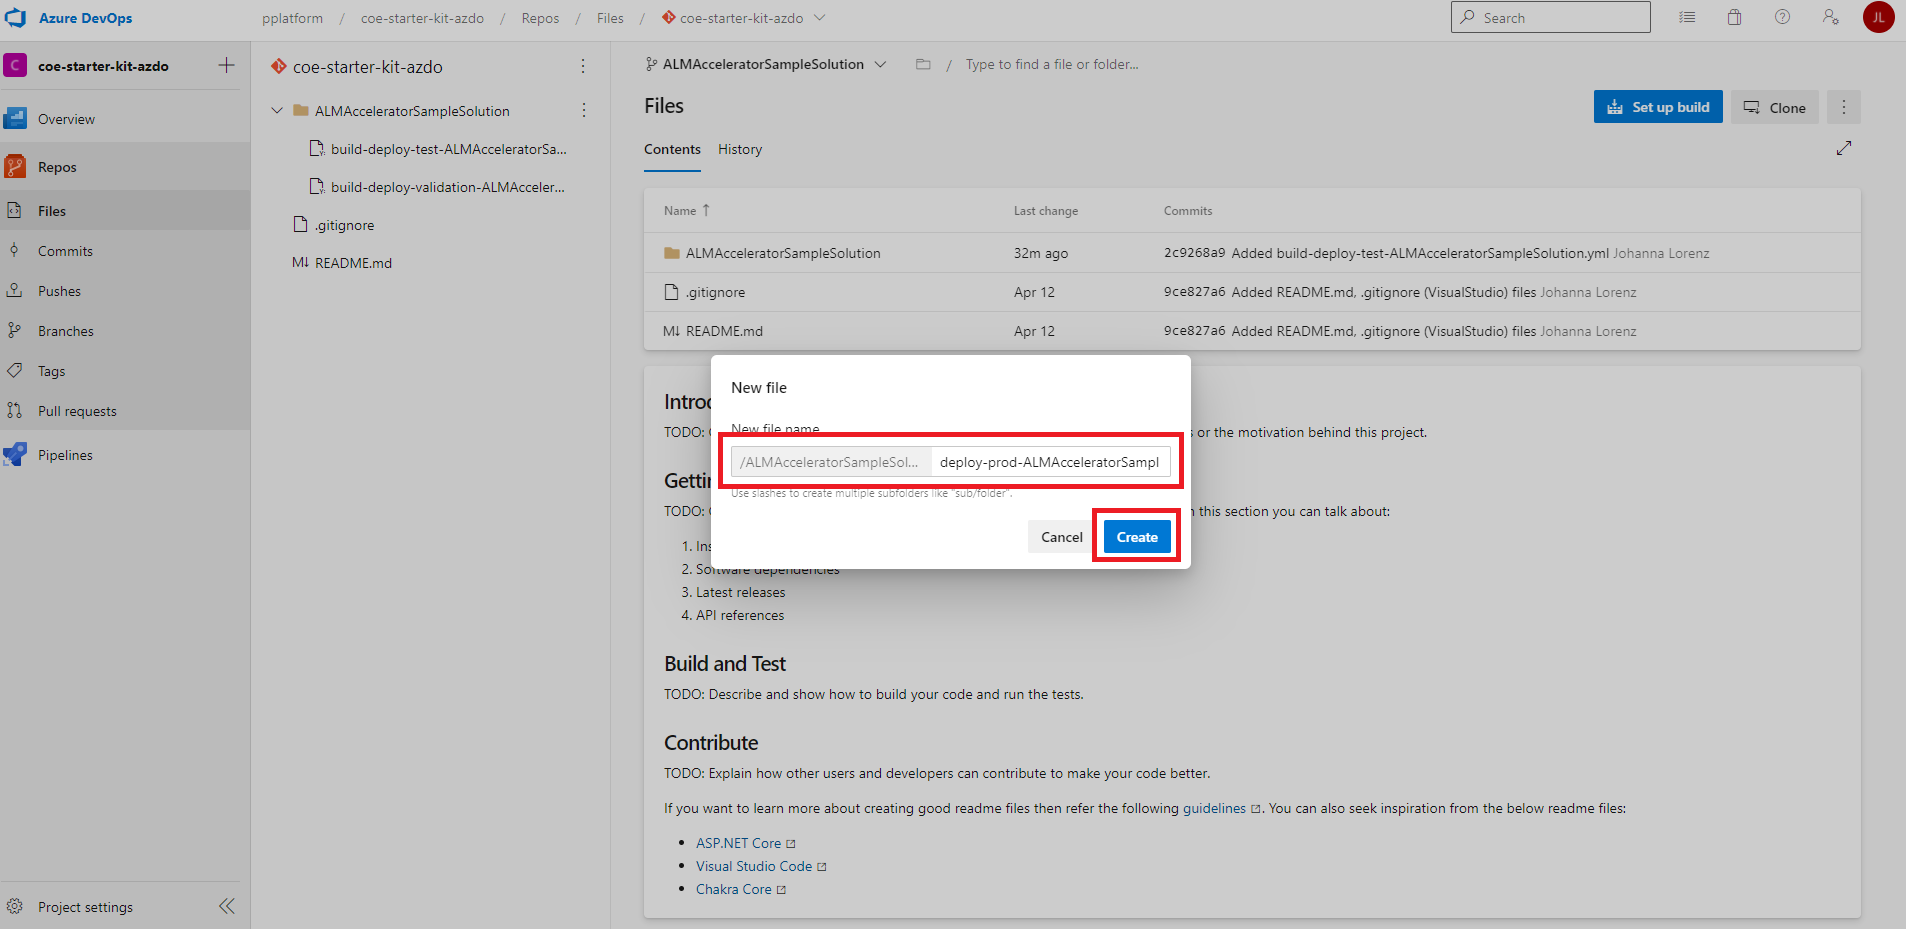 Azure DevOps
pplatform / coe-starter-kit-azdo / Repos / Files / coe-starter-kit-azdo
Search
JL
C coe-starter-kit-azdo
Overview
Repos
Files
Commits
Pushes
Branches
Tags
Pull requests
Pipelines
Project settings
coe-starter-kit-azdo
ALMAcceleratorSampleSolution
build-deploy-test-ALMAcceleratorSa...
build-deploy-validation-ALMAcceler...
.gitignore
M↓ README.md
ALMAcceleratorSampleSolution / Type to find a file or folder...
Files
Set up build
Clone
Contents History
Name ↑ Last change Commits
ALMAcceleratorSampleSolution 32m ago 2c9268a9 Added build-deploy-test-ALMAcceleratorSampleSolution.yml Johanna Lorenz
.gitignore Apr 12 9ce827a6 Added README.md, .gitignore (VisualStudio) files Johanna Lorenz
M↓ README.md Apr 12 9ce827a6 Added README.md, .gitignore (VisualStudio) files Johanna Lorenz
New file
New file name
/ALMAcceleratorSampleSol... deploy-prod-ALMAcceleratorSampl
Use slashes to create multiple subfolders like "sub/folder".
Cancel
Create
TODO:
or the motivation behind this project.
TODO:
this section you can talk about:
1.
2. Software dependencies
3. Latest releases
4. API references
Build and Test
TODO: Describe and show how to build your code and run the tests.
Contribute
TODO: Explain how other users and developers can contribute to make your code better.
If you want to learn more about creating good readme files then refer the following guidelines. You can also seek inspiration from the below readme files:
• ASP.NET Core
• Visual Studio Code
• Chakra Core